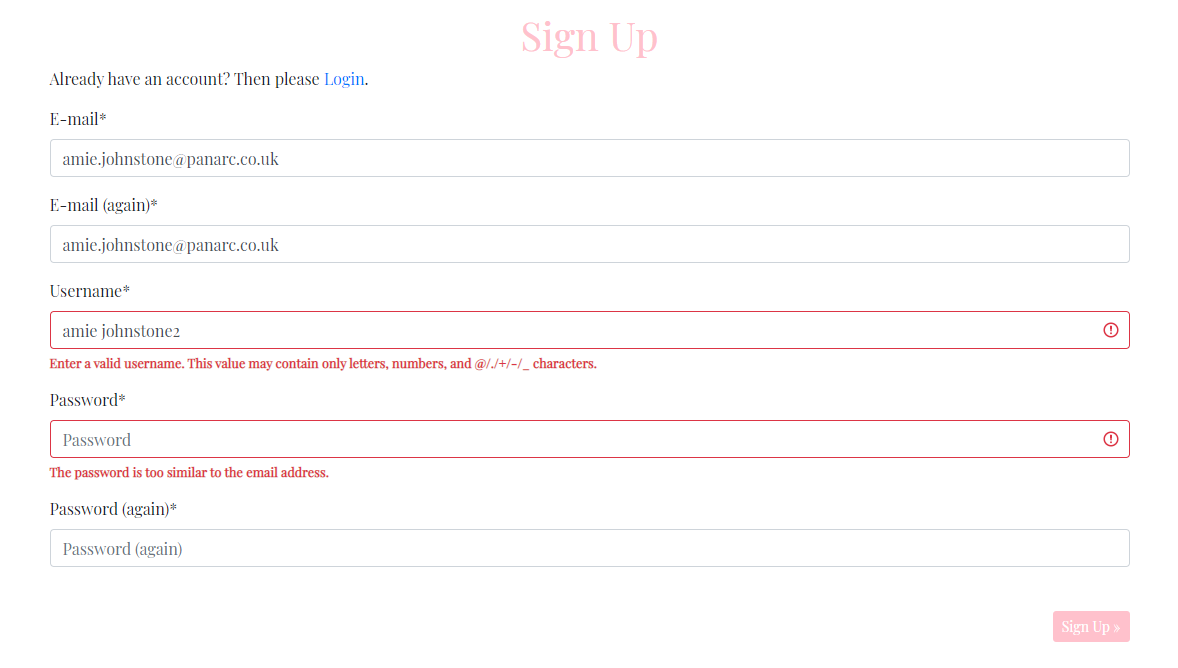 Sign Up
Already have an account? Then please Login.
E-mail*
amie.johnstone@panarc.co.uk
E-mail (again)*
amie.johnstone@panarc.co.uk
Username*
amie johnstone2
Enter a valid username. This value may contain only letters, numbers, and @/./+/-/_ characters.
Password*
Password
The password is too similar to the email address.
Password (again)*
Password (again)
Sign Up »